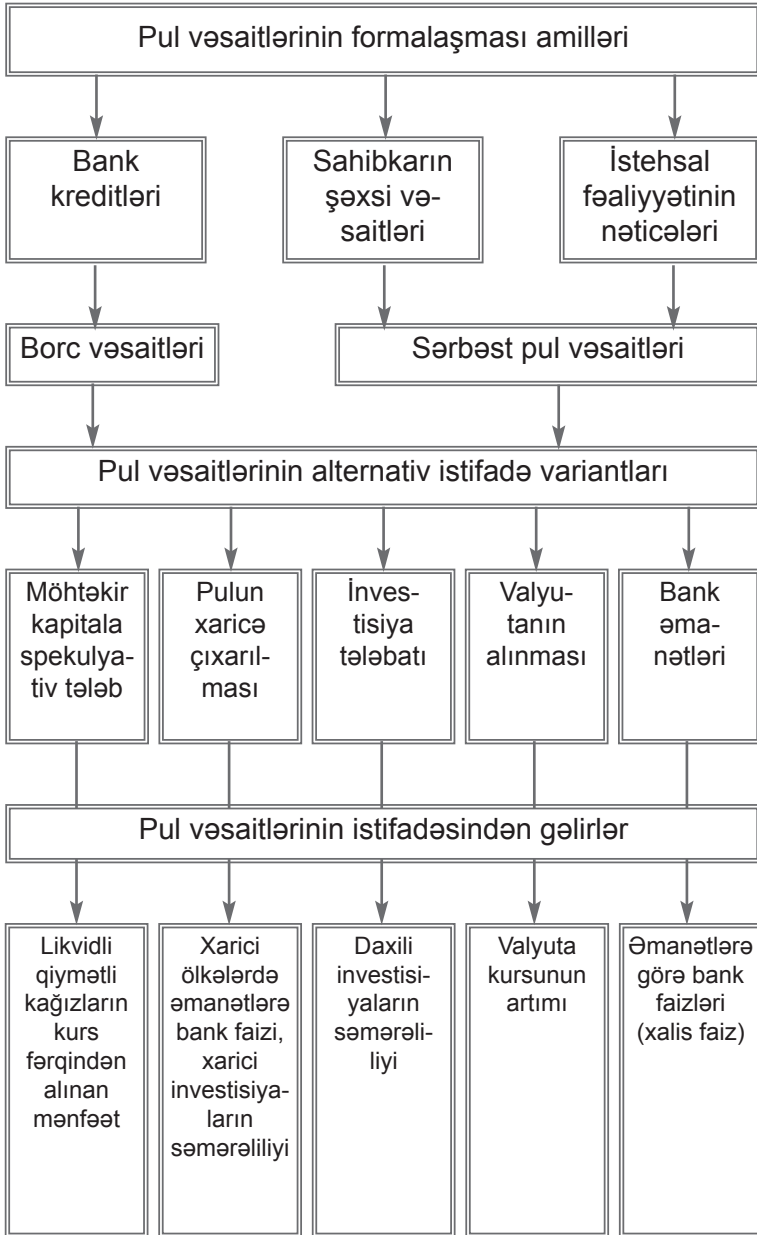 Pul vəsaitlərinin formalaşması amilləri
Bank
kreditləri
Sahibkarın
şəxsi və-
saitləri
İstehsal
fəaliyyətinin
nəticələri
Borc vəsaitləri
Sərbəst pul vəsaitləri
Pul vəsaitlərinin alternativ istifadə variantları
Möhtəkir
kapitala
spekulya-
tiv tələb
Pulun
xaricə
çıxarıl-
ması
İnves-
tisiya
tələbatı
Valyu-
tanın
alınması
Bank
əma-
nətləri
Pul vəsaitlərinin istifadəsindən gəlirlər
Likvidli
qiymətli
kağızların
kurs
fərqindən
alınan
mənfəət
Xarici
ölkələrdə
əmanətlərə
bank faizi,
xarici
investisiya-
ların
səmərəliliyi
Daxili
investisi-
yaların
səmərəli-
liyi
Valyuta
kursunun
artımı
Əmanətlərə
görə bank
faizləri
(xalis faiz)